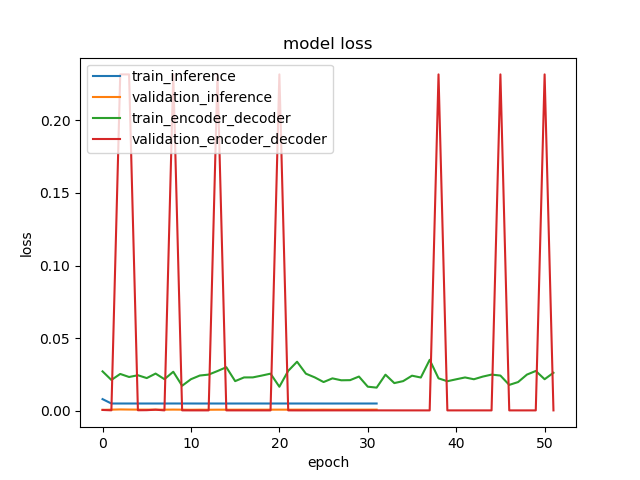 model loss
train_inference
validation_inference
train_encoder_decoder
validation_encoder_decoder
loss
0.20
0.15
0.10
0.05
0.00
0 10 20 30 40 50
epoch